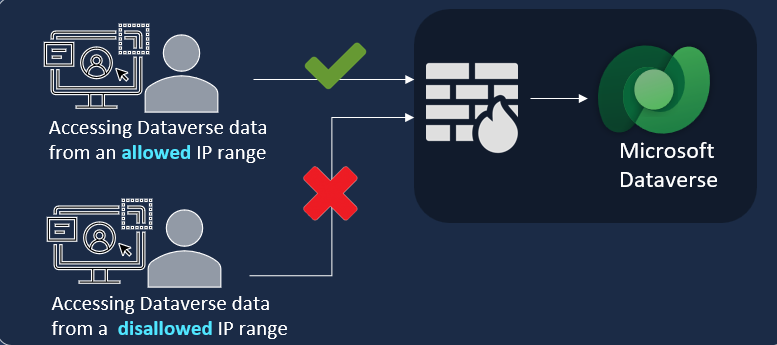 Accessing Dataverse data
from an allowed IP range
Microsoft
Dataverse
Accessing Dataverse data
from a disallowed IP range